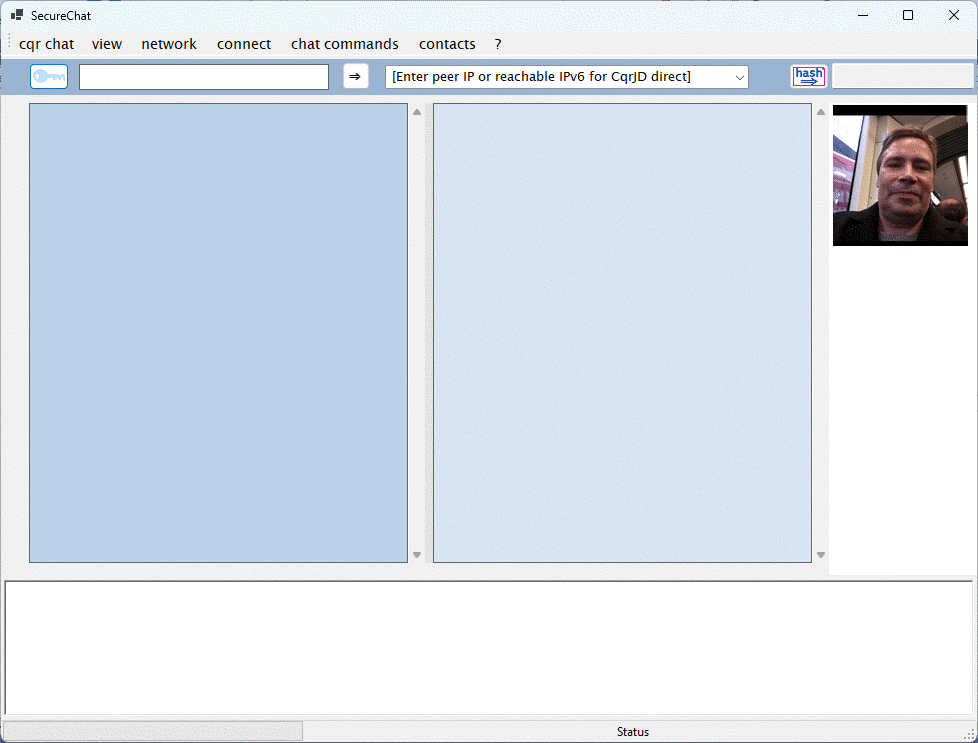 SecureChat
cqr chat view network connect chat commands contacts ?
[Enter peer IP or reachable IPv6 for CqrJD direct] hash
Status